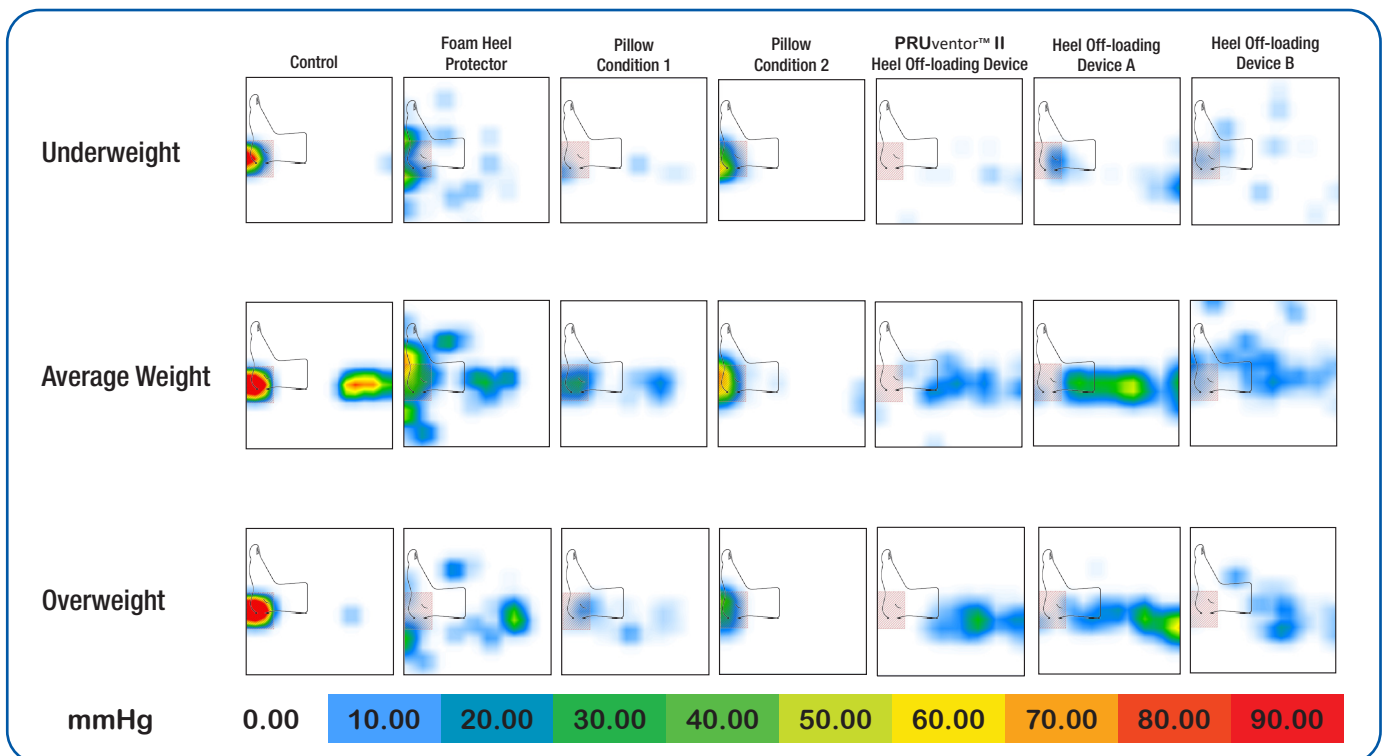 Control
Foam Heel
Protector
Pillow
Condition 1
Pillow
Condition 2
PRUventor™ II
Heel Off-loading Device
Heel Off-loading
Device A
Heel Off-loading
Device B
Underweight
Average Weight
Overweight
mmHg 0.00 10.00 20.00 30.00 40.00 50.00 60.00 70.00 80.00 90.00